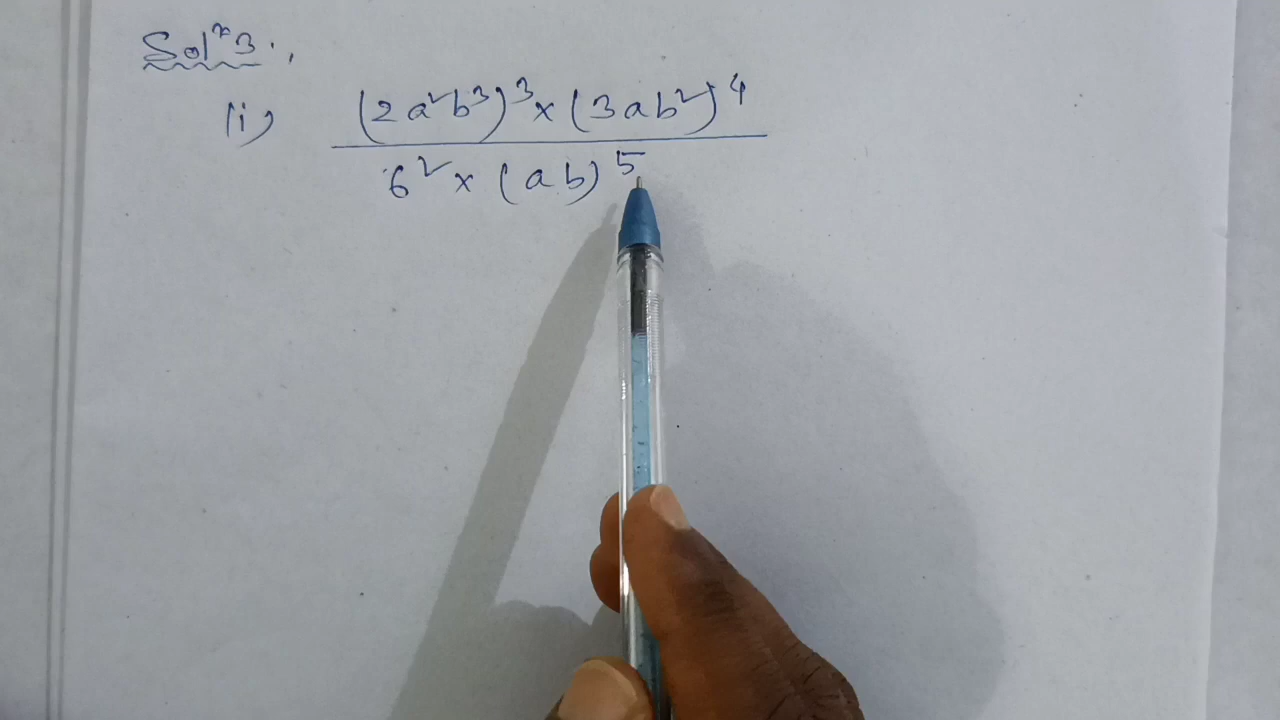 Solⁿ3.
(i) (2a²b³)³ × (3ab²)⁴
6² × (ab)⁵